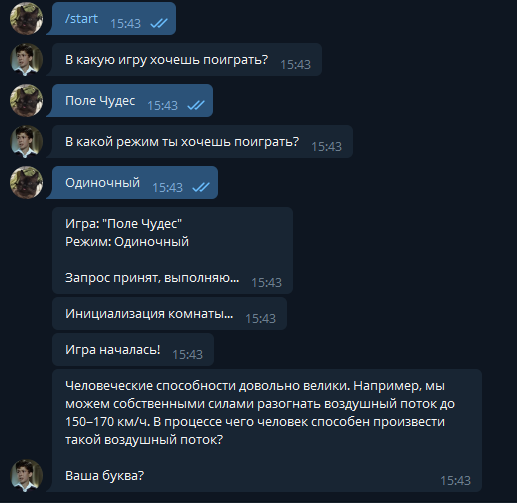 /start 15:43
В какую игру хочешь поиграть? 15:43
Поле Чудес 15:43
В какой режим ты хочешь поиграть? 15:43
Одиночный 15:43
Игра: "Поле Чудес"
Режим: Одиночный
Запрос принят, выполняю... 15:43
Инициализация комнаты... 15:43
Игра началась! 15:43
Человеческие способности довольно велики. Например, мы
можем собственными силами разогнать воздушный поток до
150–170 км/ч. В процессе чего человек способен произвести
такой воздушный поток?
Ваша буква? 15:43